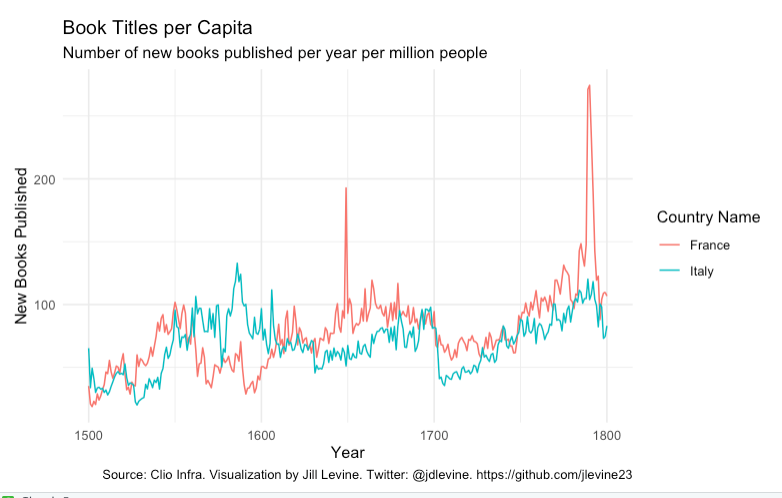 Book Titles per Capita
Number of new books published per year per million people
New Books Published
200
100
1500
1600
1700
1800
Year
Country Name
France
Italy
Source: Clio Infra. Visualization by Jill Levine. Twitter: @jdlevine. https://github.com/jlevine23